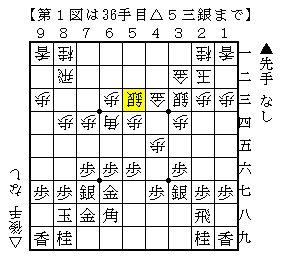 【第１図は36手目△５三銀まで】
９ ８ ７ ６ ５ ４ ３ ２ １
香 桂 桂 香 一
飛 金 玉 二
歩 歩 銀 金 銀 歩 歩 三
歩 歩 角 歩 歩 四
歩 五
歩 歩 歩 歩 六
歩 歩 銀 金 歩 銀 歩 歩 七
玉 金 角 飛 八
香 桂 桂 香 九
▲先手 なし
△後手 なし